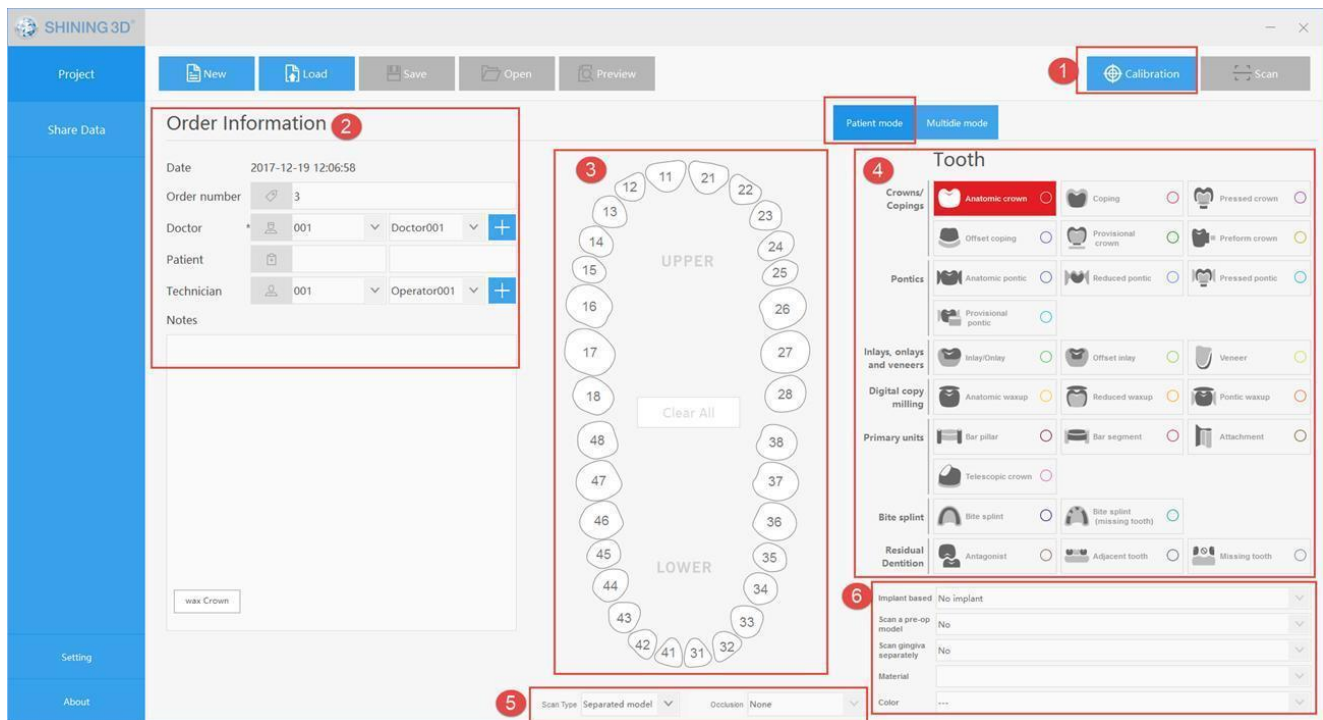 SHINING 3D®
Project
New
Load
Save
Open
Preview
1
Calibration
Scan
Share Data
Order Information
2
Patient mode
Multidie mode
Date
2017-12-19 12:06:58
Order number
3
Doctor
*
001
Doctor001
Patient
Technician
001
Operator001
Notes
wax Crown
3
11
21
12
22
13
23
14
24
15
UPPER
25
16
26
17
27
18
28
Clear All
48
38
47
37
46
36
45
35
LOWER
44
34
43
33
42
41
31
32
4
Tooth
Crowns/
Copings
Anatomic crown
Coping
Pressed crown
Offset coping
Provisional
crown
Preform crown
Pontics
Anatomic pontic
Reduced pontic
Pressed pontic
Provisional
pontic
Inlays, onlays
and veneers
Inlay/Onlay
Offset inlay
Veneer
Digital copy
milling
Anatomic waxup
Reduced waxup
Pontic waxup
Primary units
Bar pillar
Bar segment
Attachment
Telescopic crown
Bite splint
Bite splint
Bite splint
(missing tooth)
Residual
Dentition
Antagonist
Adjacent tooth
Missing tooth
6
Implant based
No implant
Scan a pre-op
model
No
Scan gingiva
separately
No
Material
Color
---
5
Scan Type
Separated model
Occlusion
None
Setting
About